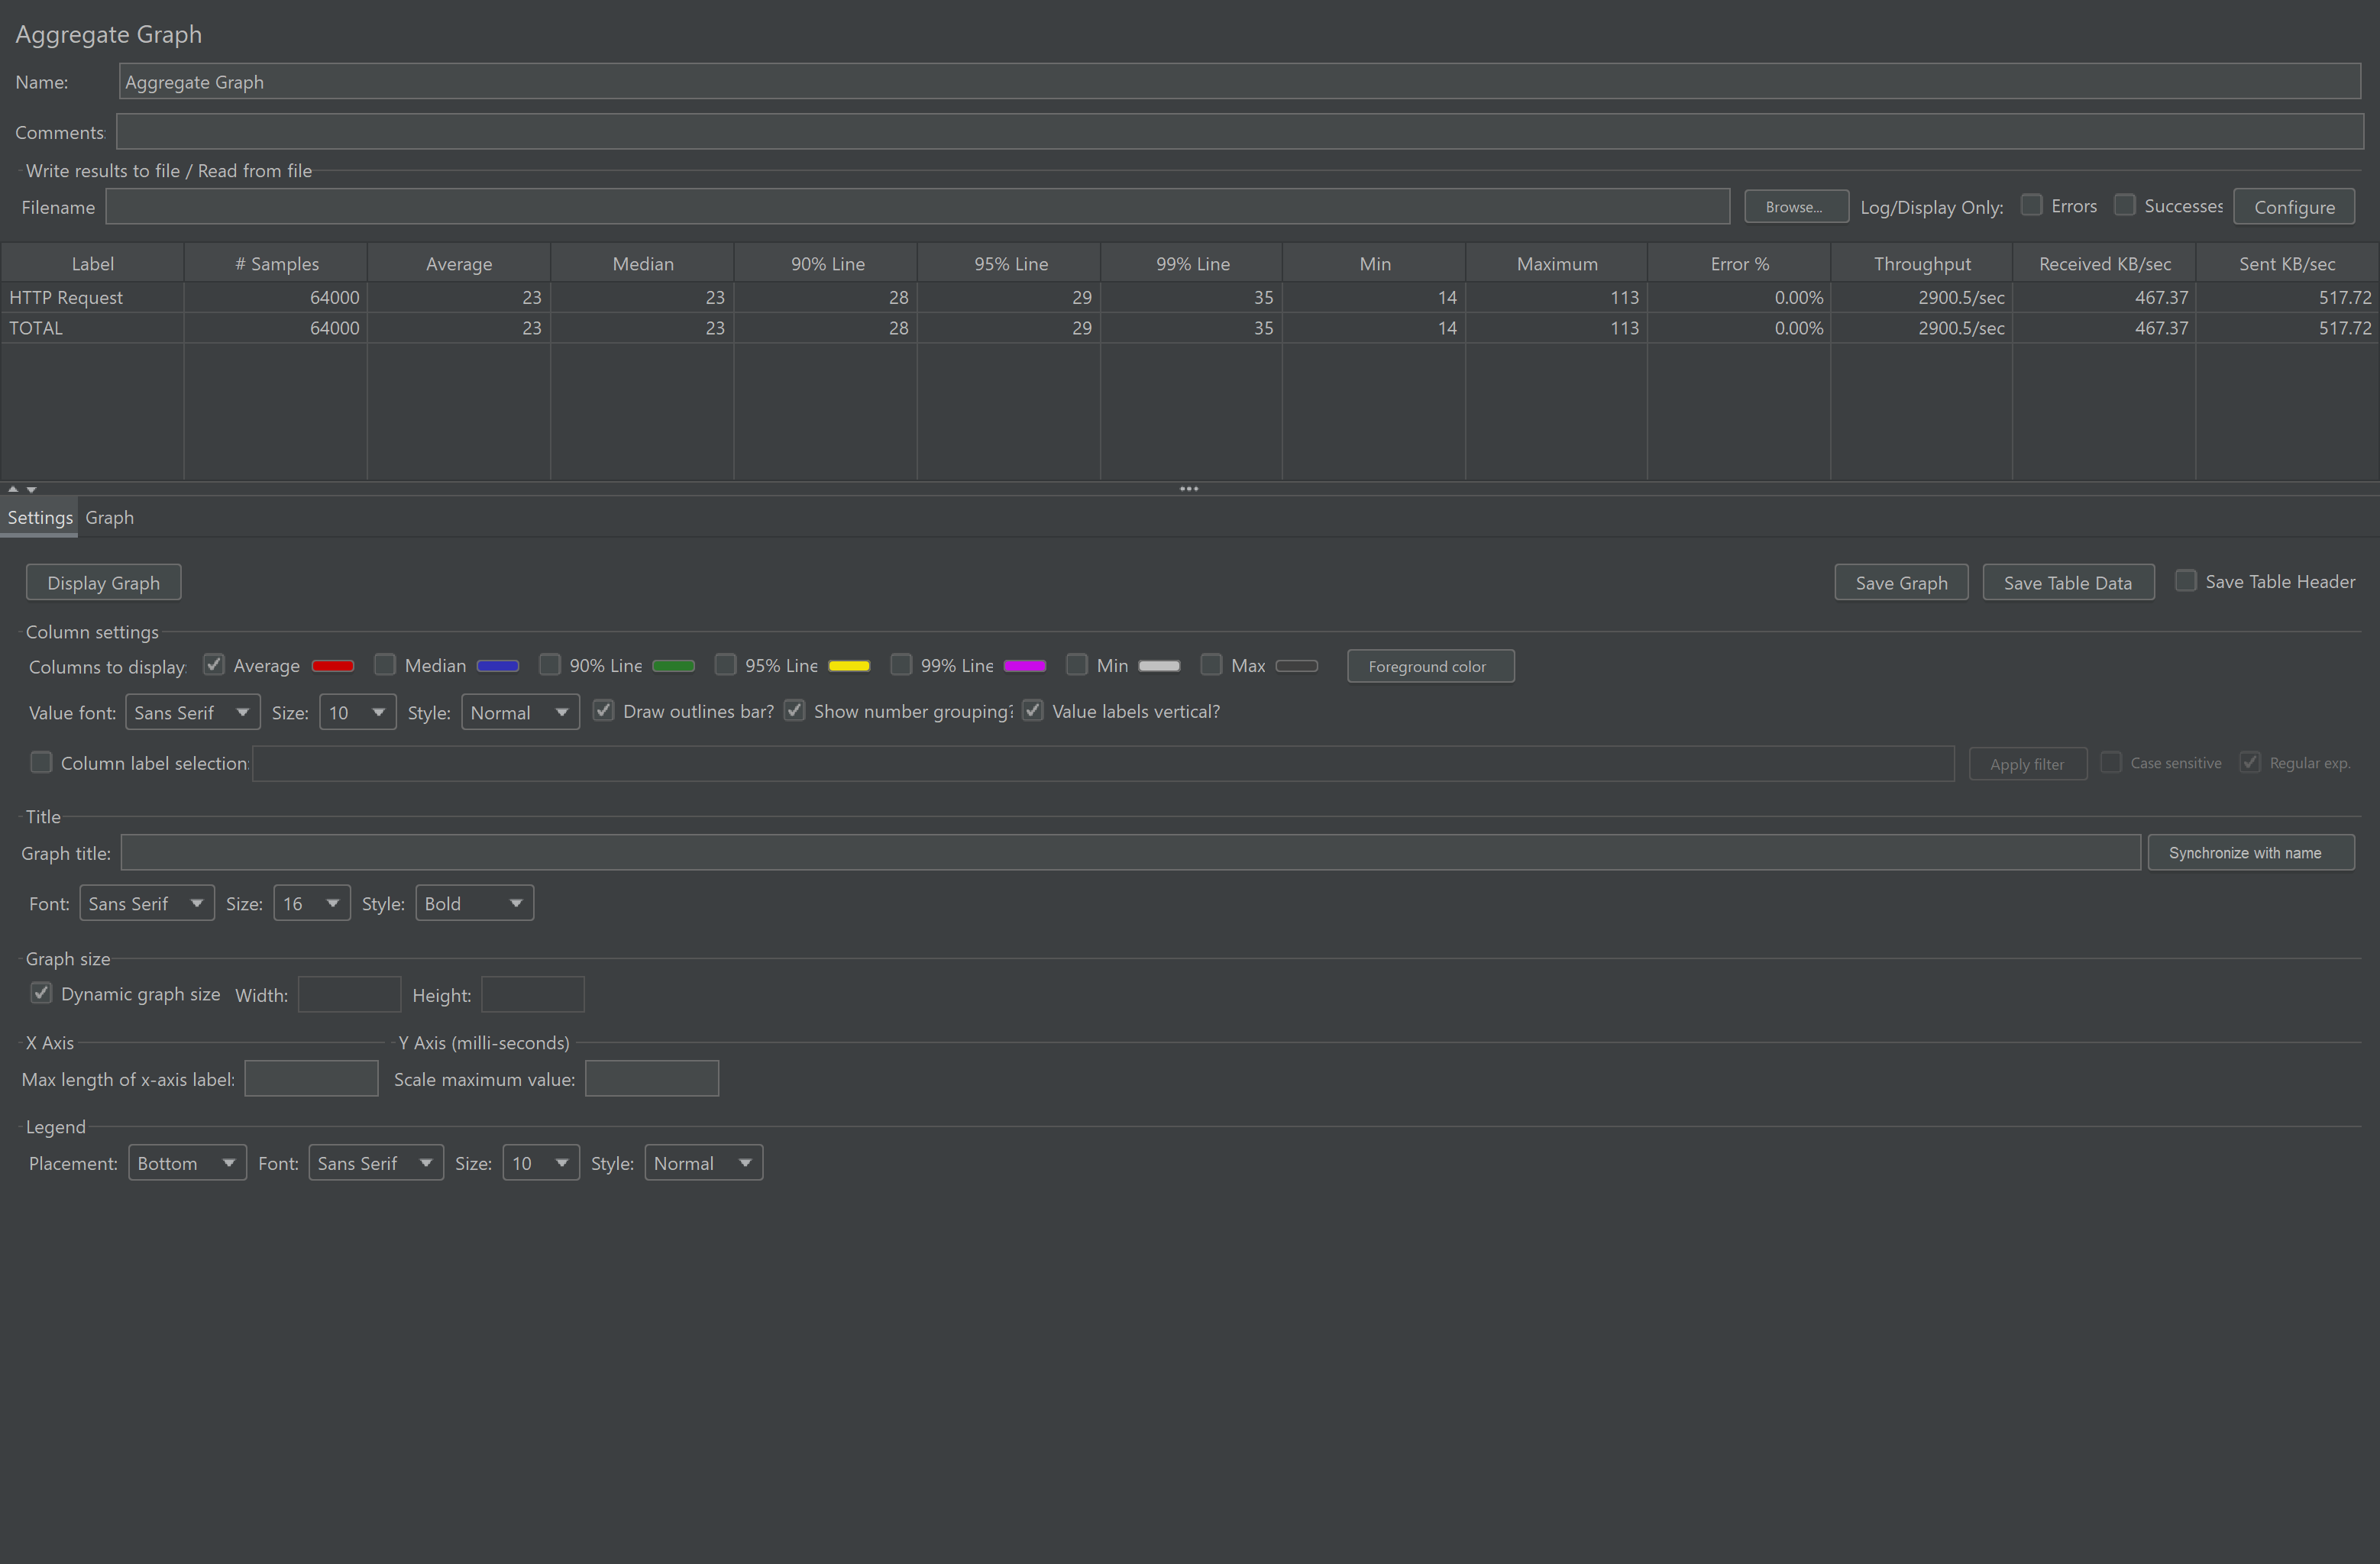 Aggregate Graph
Name: Aggregate Graph
Comments:
Write results to file / Read from file
Filename Browse... Log/Display Only: Errors Successes Configure
Label # Samples Average Median 90% Line 95% Line 99% Line Min Maximum Error % Throughput Received KB/sec Sent KB/sec
HTTP Request 64000 23 23 28 29 35 14 113 0.00% 2900.5/sec 467.37 517.72
TOTAL 64000 23 23 28 29 35 14 113 0.00% 2900.5/sec 467.37 517.72
Settings Graph
Display Graph Save Graph Save Table Data Save Table Header
Column settings
Columns to display: Average Median 90% Line 95% Line 99% Line Min Max Foreground color
Value font: Sans Serif Size: 10 Style: Normal Draw outlines bar? Show number grouping? Value labels vertical?
Column label selection: Apply filter Case sensitive Regular exp.
Title
Graph title: Synchronize with name
Font: Sans Serif Size: 16 Style: Bold
Graph size
Dynamic graph size Width: Height:
X Axis Y Axis (milli-seconds)
Max length of x-axis label: Scale maximum value:
Legend
Placement: Bottom Font: Sans Serif Size: 10 Style: Normal